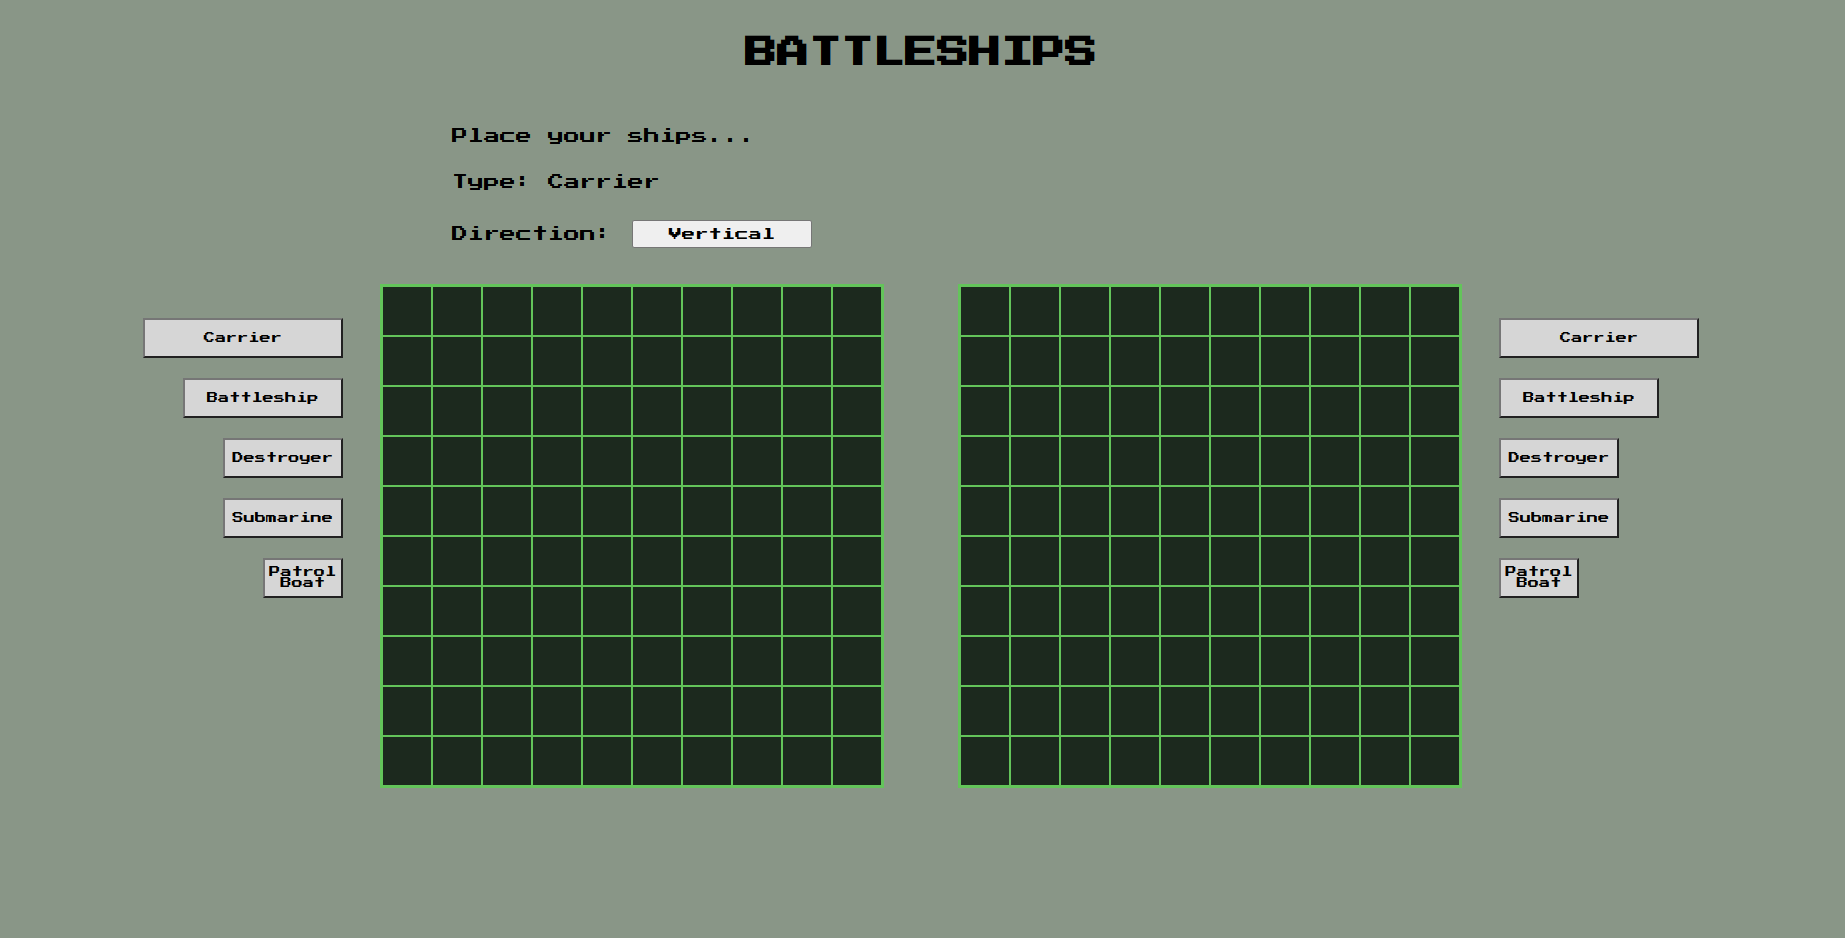 BATTLESHIPS
Place your ships...
Type: Carrier
Direction: Vertical
Carrier
Battleship
Destroyer
Submarine
Patrol
Boat
Carrier
Battleship
Destroyer
Submarine
Patrol
Boat